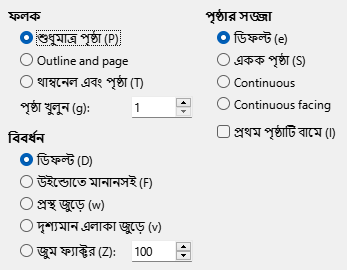 ফলক
শুধুমাত্র পৃষ্ঠা (P)
Outline and page
থাম্বনেল এবং পৃষ্ঠা (T)
পৃষ্ঠা খুলুন (g): 1
বিবর্ধন
ডিফল্ট (D)
উইন্ডোতে মানানসই (F)
প্রস্থ জুড়ে (w)
দৃশ্যমান এলাকা জুড়ে (v)
জুম ফ্যাক্টর (Z): 100
পৃষ্ঠার সজ্জা
ডিফল্ট (e)
একক পৃষ্ঠা (S)
Continuous
Continuous facing
প্রথম পৃষ্ঠাটি বামে (l)